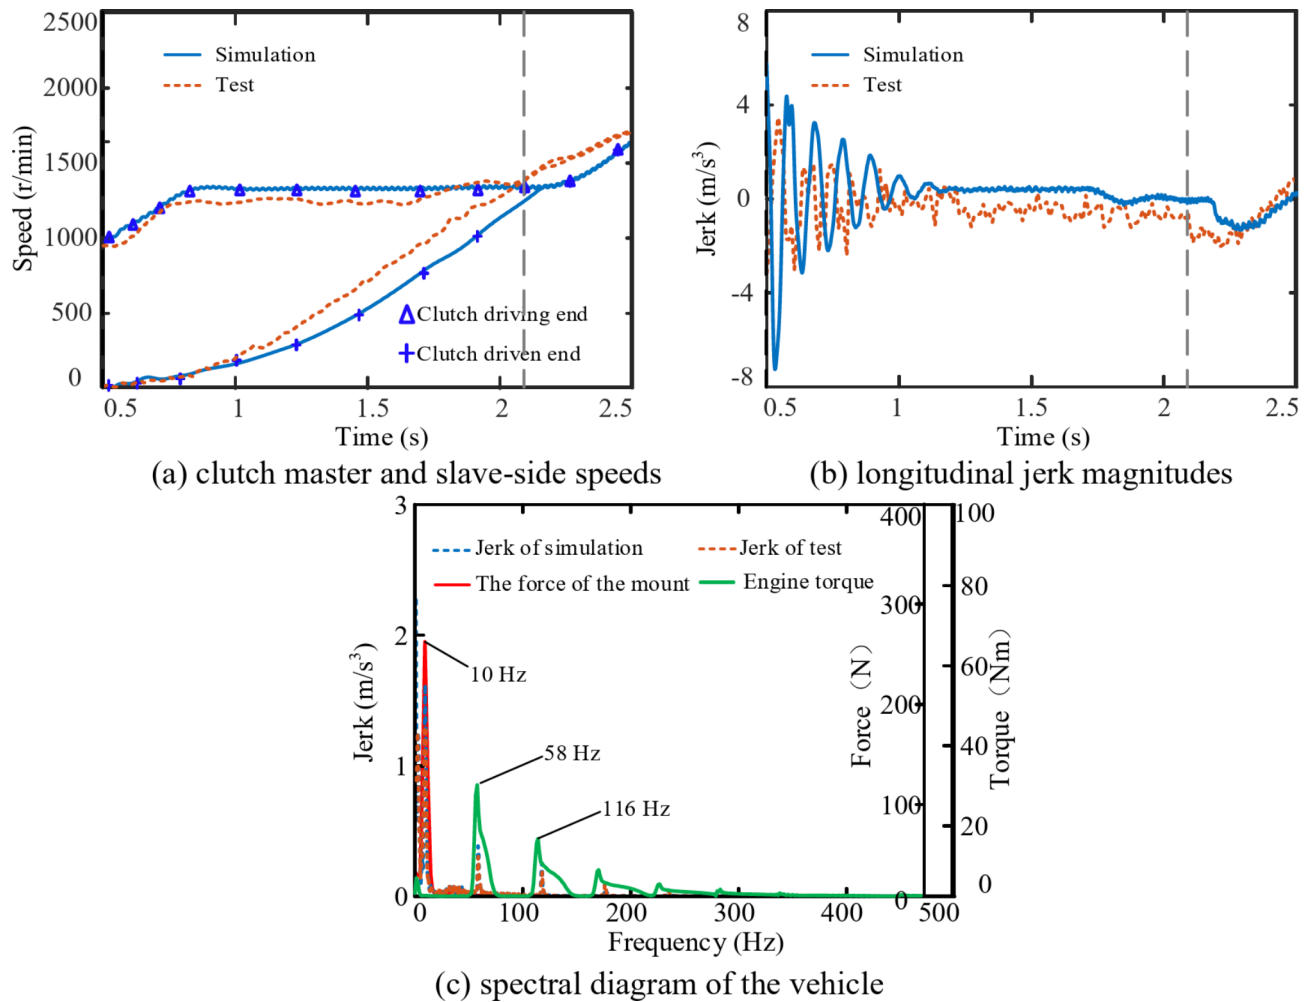 2500
2000
1500
1000
500
0
Speed (r/min)
Simulation
Test
Clutch driving end
Clutch driven end
0.5 1 1.5 2 2.5
Time (s)
(a) clutch master and slave-side speeds
8
4
0
-4
-8
Jerk (m/s³)
Simulation
Test
0.5 1 1.5 2 2.5
Time (s)
(b) longitudinal jerk magnitudes
3
2
1
0
Jerk (m/s³)
Jerk of simulation
Jerk of test
The force of the mount
Engine torque
10 Hz
58 Hz
116 Hz
400
300
200
100
0
Force（N）
100
80
60
40
20
0
Torque（Nm）
0 100 200 300 400 500
Frequency (Hz)
(c) spectral diagram of the vehicle